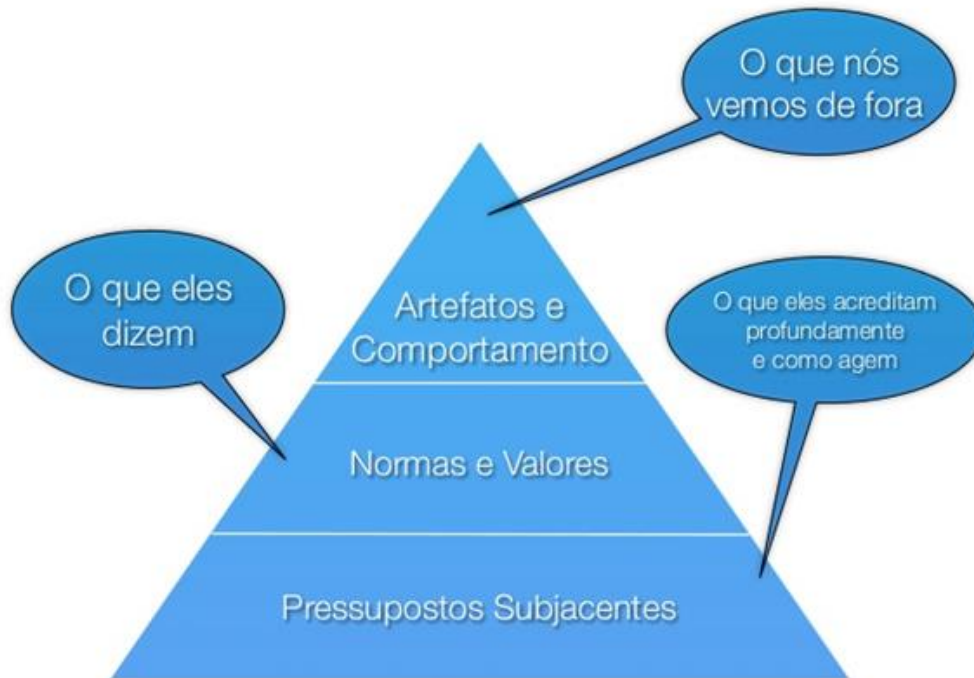 O que nós
vemos de fora
O que eles
dizem
O que eles acreditam
profundamente
e como agem
Artefatos e
Comportamento
Normas e Valores
Pressupostos Subjacentes